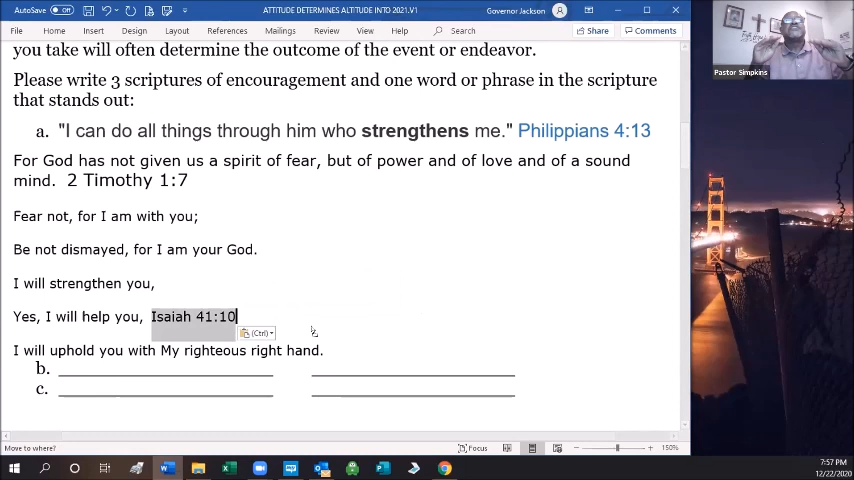 AutoSave Off
ATTITUDE DETERMINES ALTITUDE INTO 2021.V1
Governor Jackson
File Home Insert Draw Design Layout References Mailings Review View Help Search Share Comments
you take will often determine the outcome of the event or endeavor.
Please write 3 scriptures of encouragement and one word or phrase in the scripture
that stands out:
a. "I can do all things through him who strengthens me." Philippians 4:13
For God has not given us a spirit of fear, but of power and of love and of a sound
mind. 2 Timothy 1:7
Fear not, for I am with you;
Be not dismayed, for I am your God.
I will strengthen you,
Yes, I will help you, Isaiah 41:10
(Ctrl)
I will uphold you with My righteous right hand.
b.
c.
Move to where?
Focus
150%
7:57 PM
12/22/2020
Pastor Simpkins